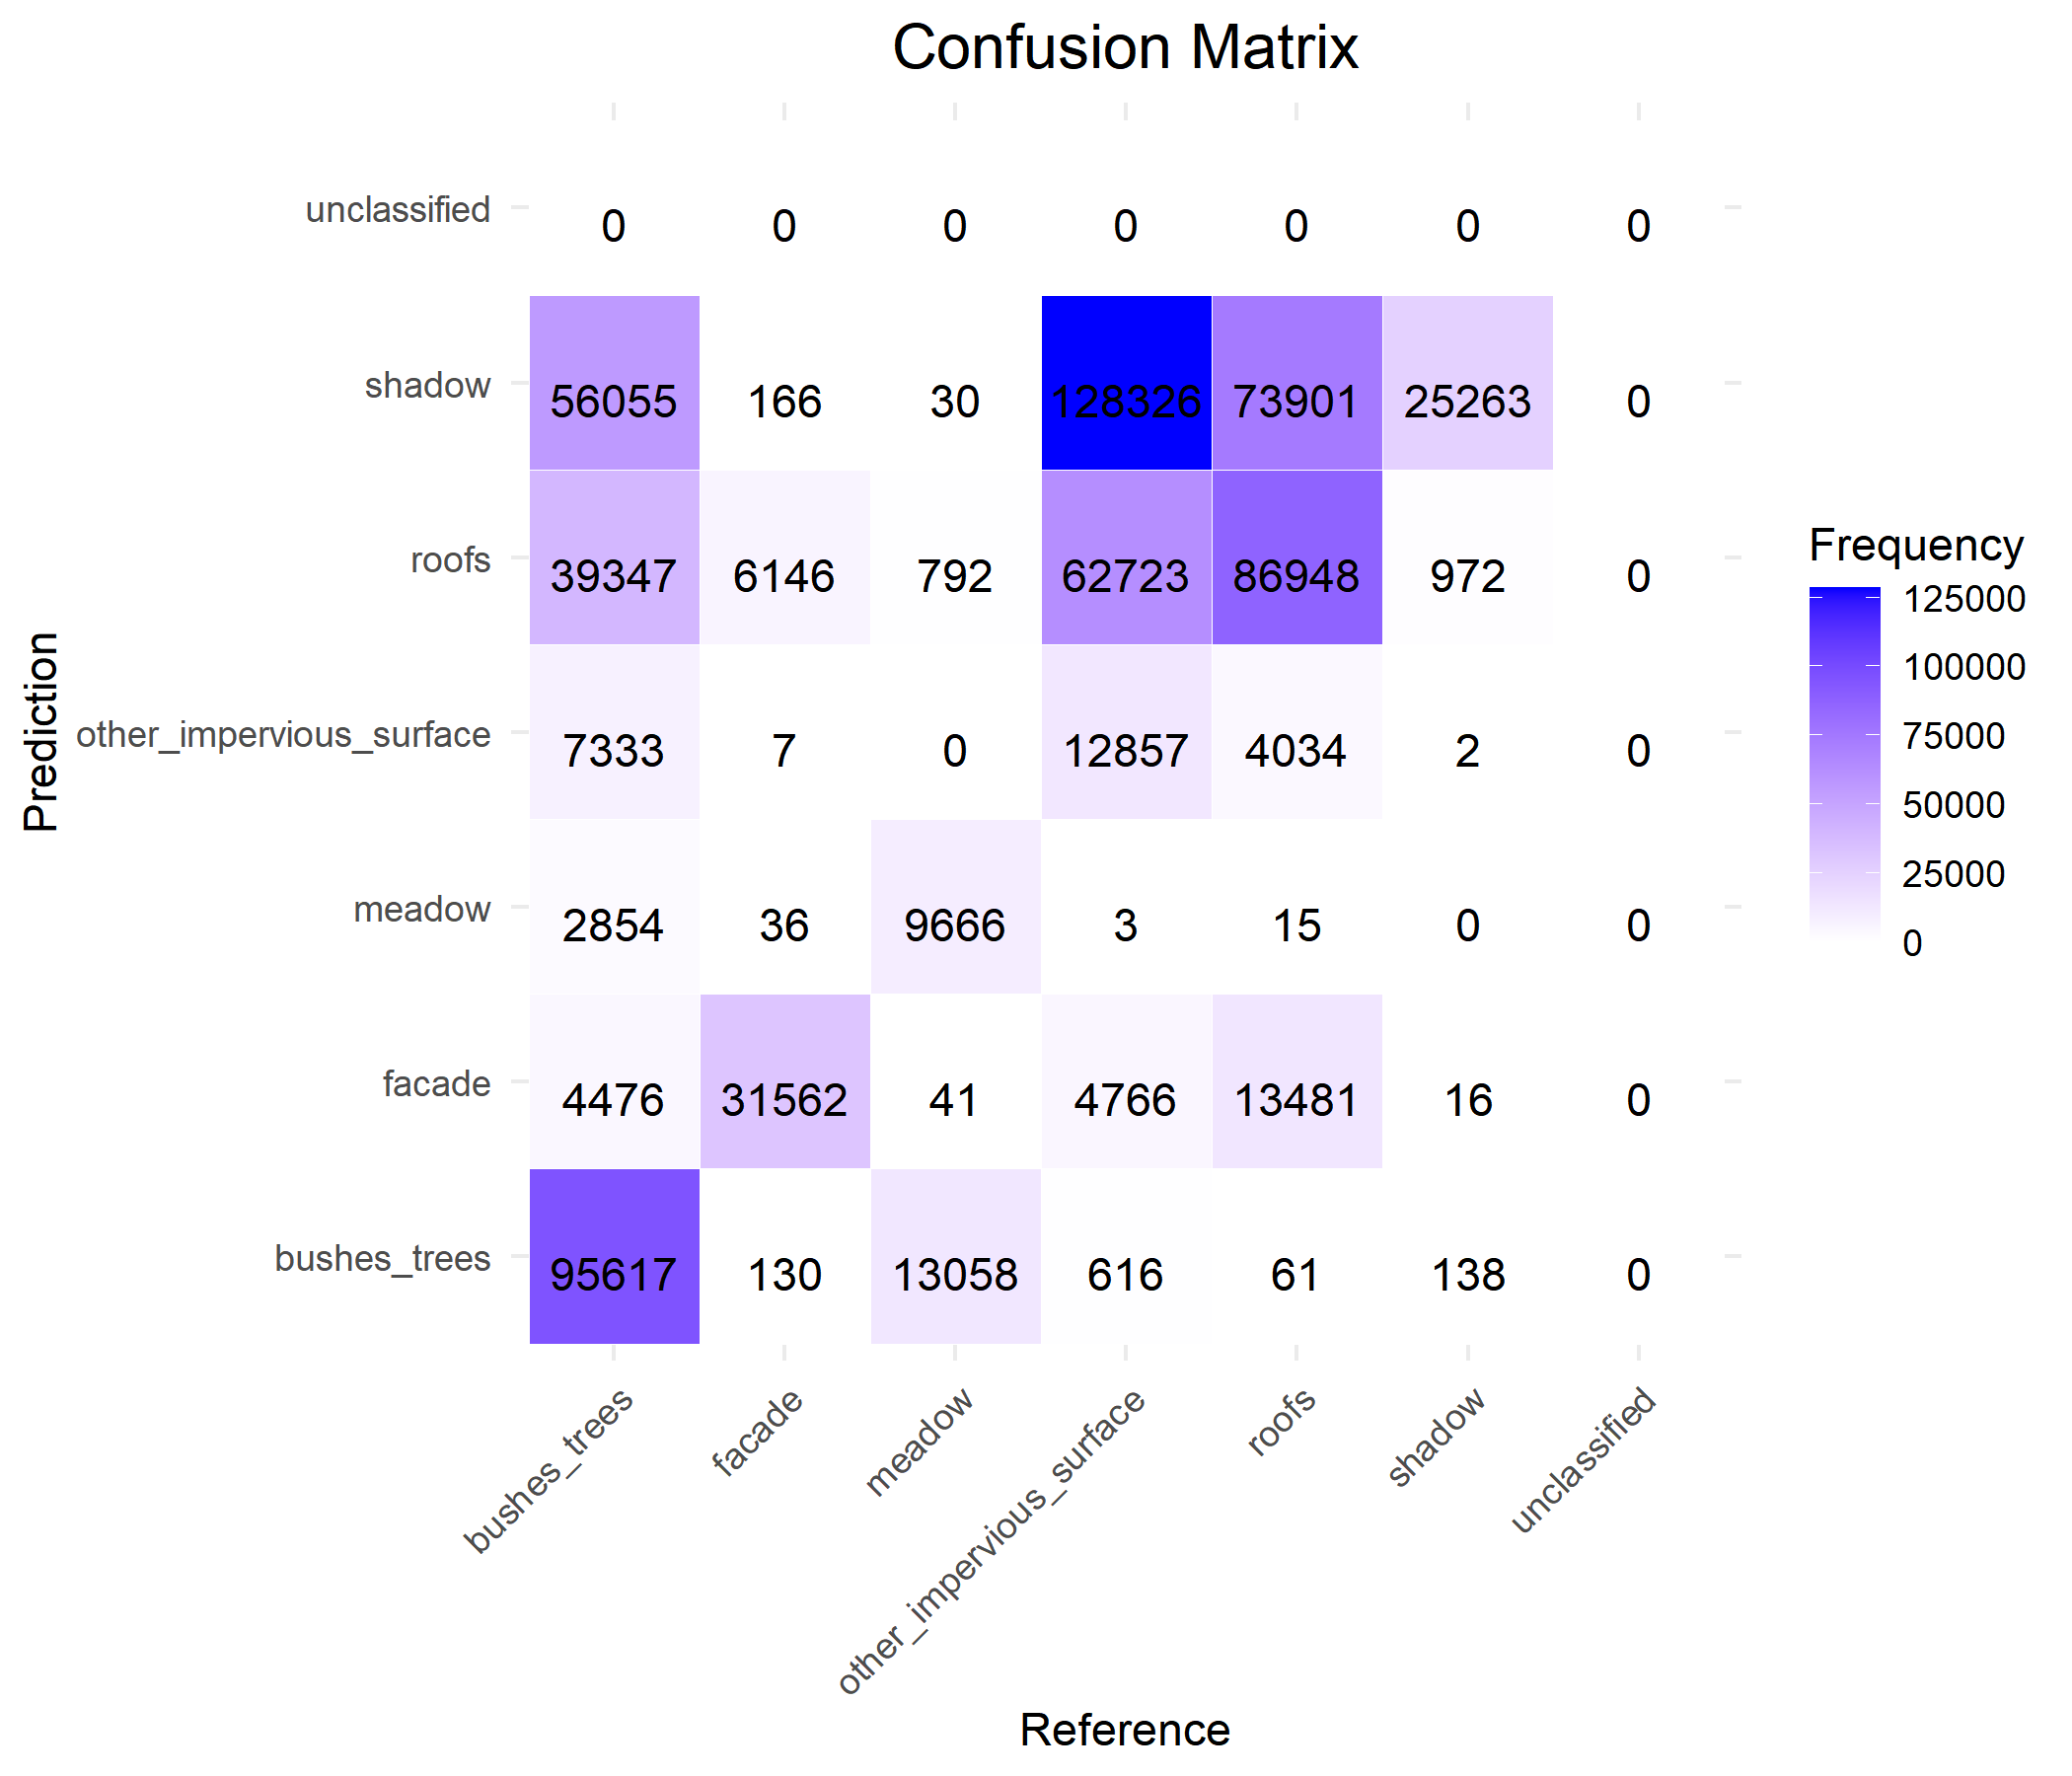 Confusion Matrix
unclassified 0 0 0 0 0 0 0
shadow 56055 166 30 128326 73901 25263 0
roofs 39347 6146 792 62723 86948 972 0
other_impervious_surface 7333 7 0 12857 4034 2 0
meadow 2854 36 9666 3 15 0 0
facade 4476 31562 41 4766 13481 16 0
bushes_trees 95617 130 13058 616 61 138 0
bushes_trees facade meadow other_impervious_surface roofs shadow unclassified
Reference
Prediction
Frequency
125000
100000
75000
50000
25000
0